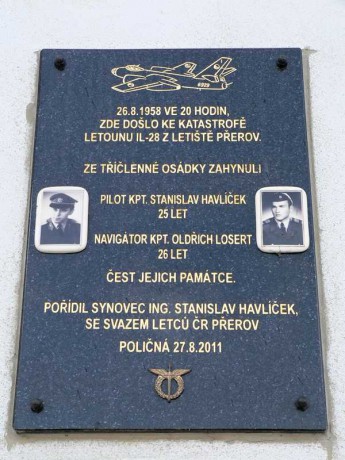 26.8.1958 VE 20 HODIN,
ZDE DOŠLO KE KATASTROFĚ
LETOUNU IL-28 Z LETIŠTĚ PŘEROV.
ZE TŘÍČLENNÉ OSÁDKY ZAHYNULI
PILOT KPT. STANISLAV HAVLÍČEK
25 LET
NAVIGÁTOR KPT. OLDŘICH LOSERT
26 LET
ČEST JEJICH PAMÁTCE.
POŘÍDIL SYNOVEC ING. STANISLAV HAVLÍČEK,
SE SVAZEM LETCŮ ČR PŘEROV
POLIČNÁ 27.8.2011